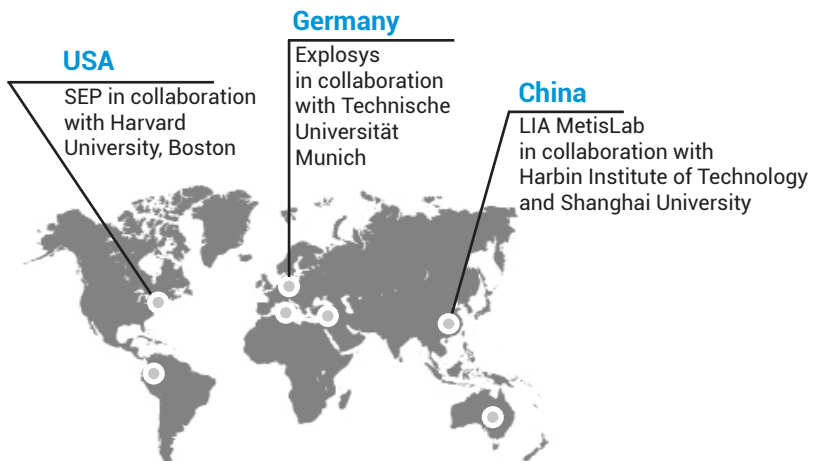 USA
SEP in collaboration
with Harvard
University, Boston
Germany
Explosys
in collaboration
with Technische
Universität
Munich
China
LIA MetisLab
in collaboration with
Harbin Institute of Technology
and Shanghai University